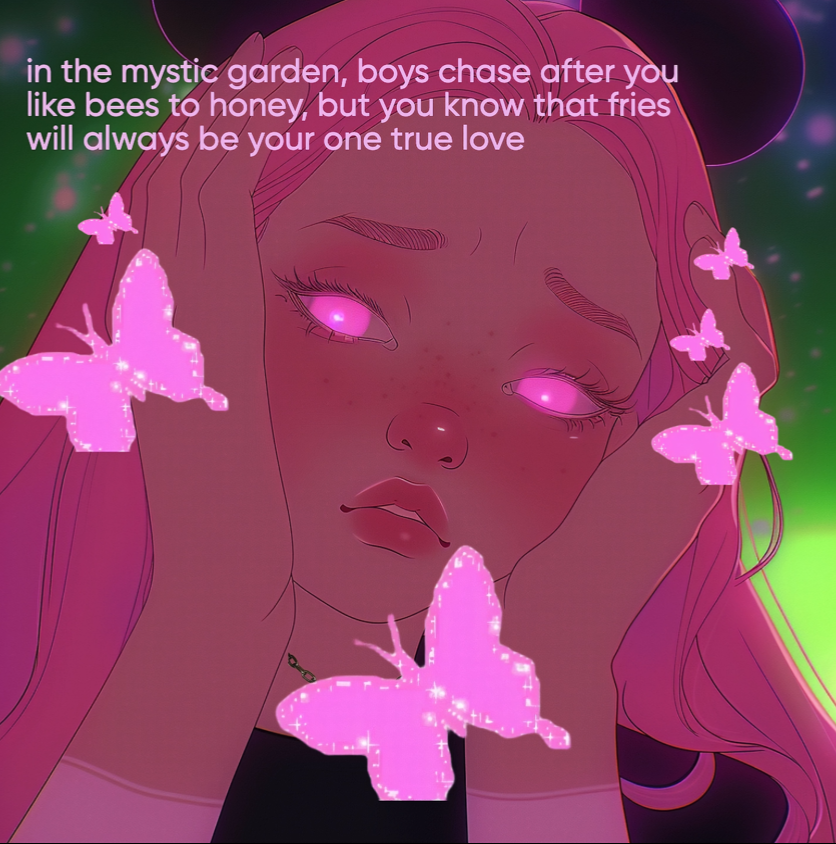 in the mystic garden, boys chase after you
like bees to honey, but you know that fries
will always be your one true love